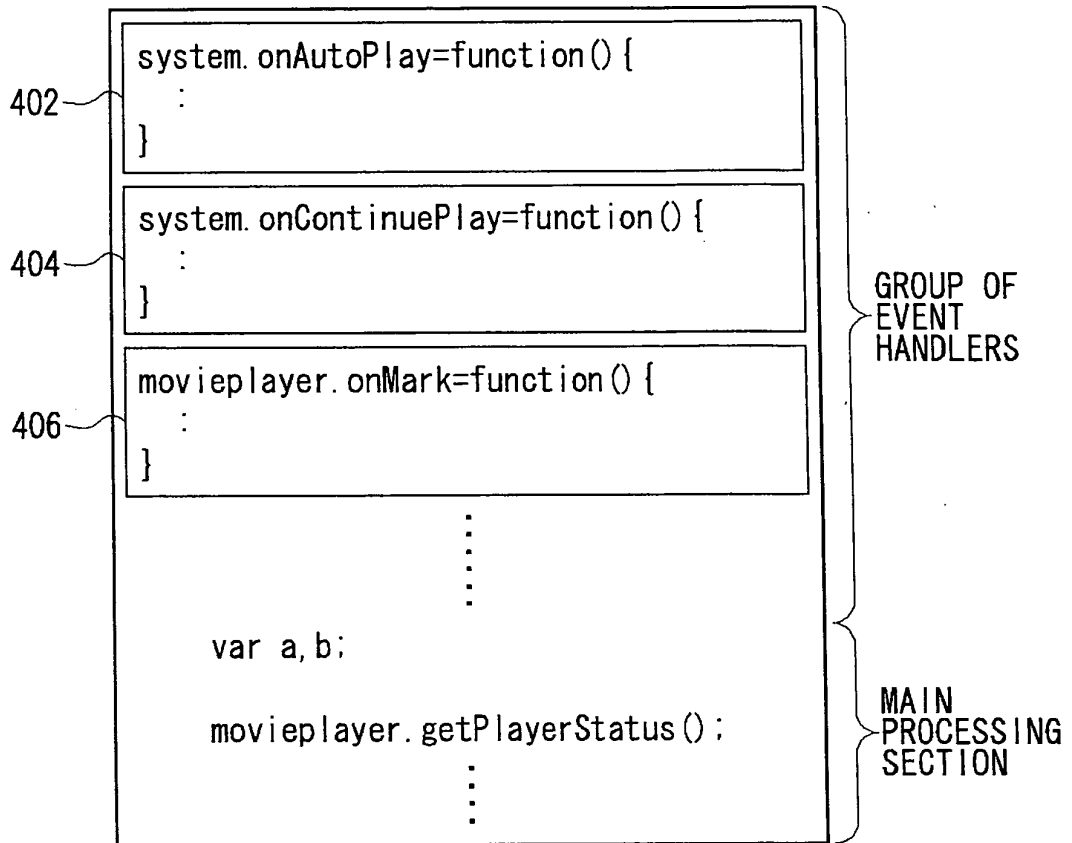 system.onAutoPlay=function(){
:
}
402
system.onContinuePlay=function(){
:
}
404
movieplayer.onMark=function(){
:
}
406
GROUP OF
EVENT
HANDLERS
var a,b;
movieplayer.getPlayerStatus();
MAIN
PROCESSING
SECTION